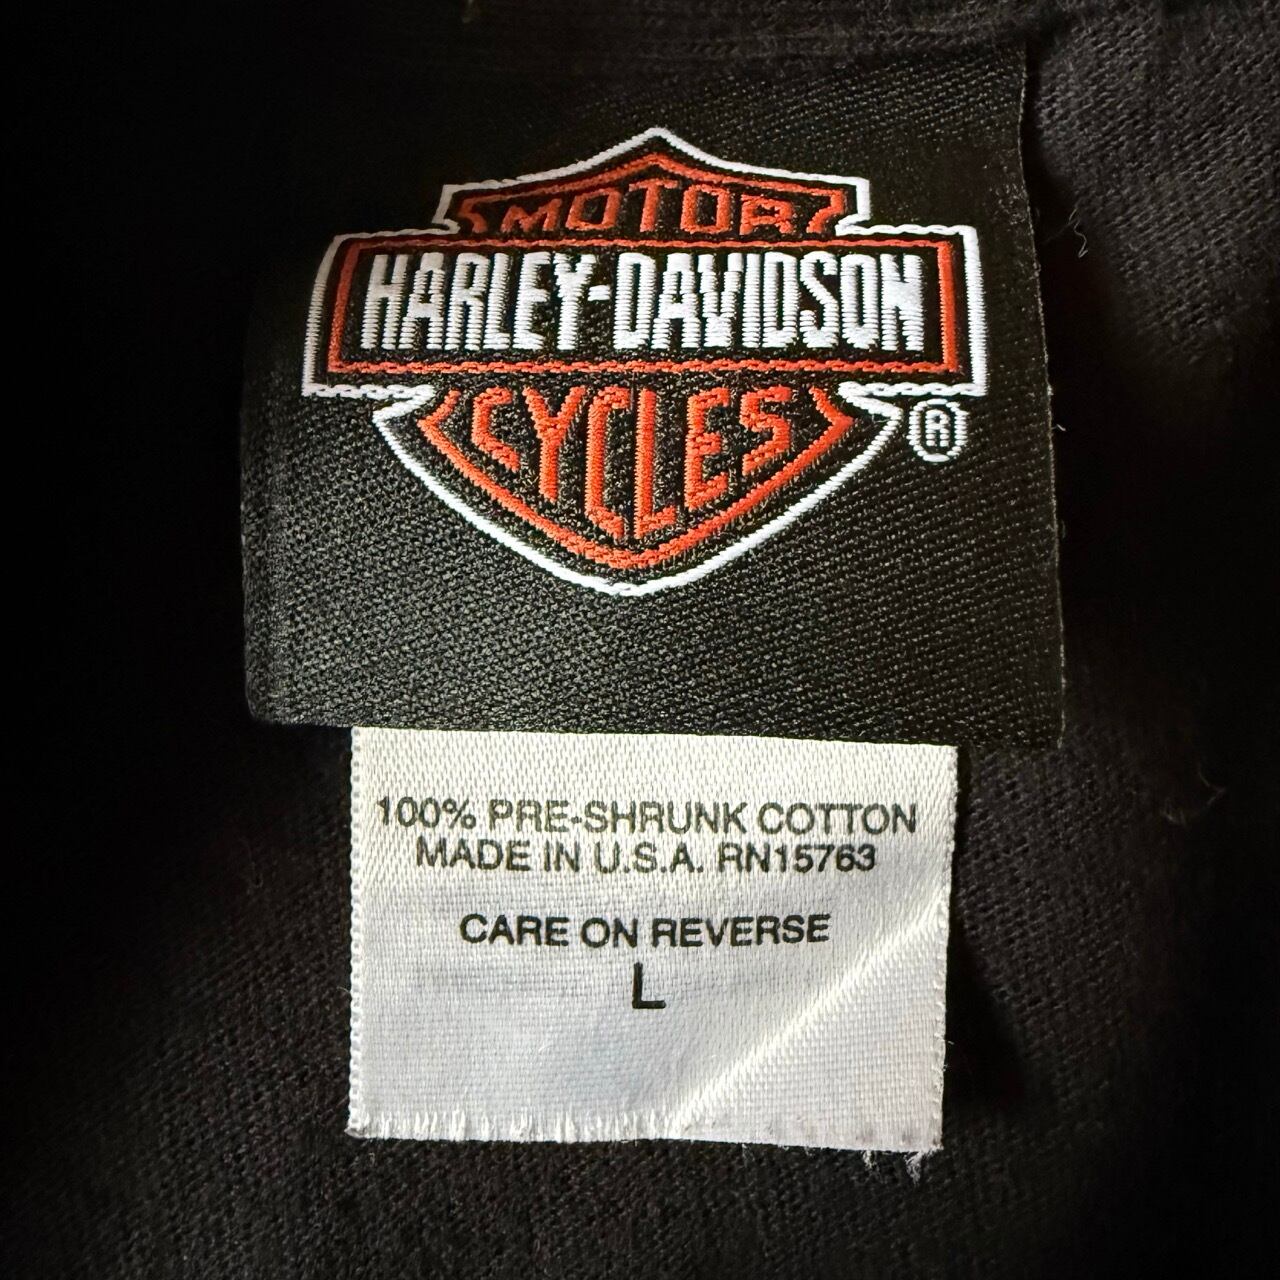 MOTOR
HARLEY-DAVIDSON
CYCLES
®
100% PRE-SHRUNK COTTON
MADE IN U.S.A. RN15763
CARE ON REVERSE
L